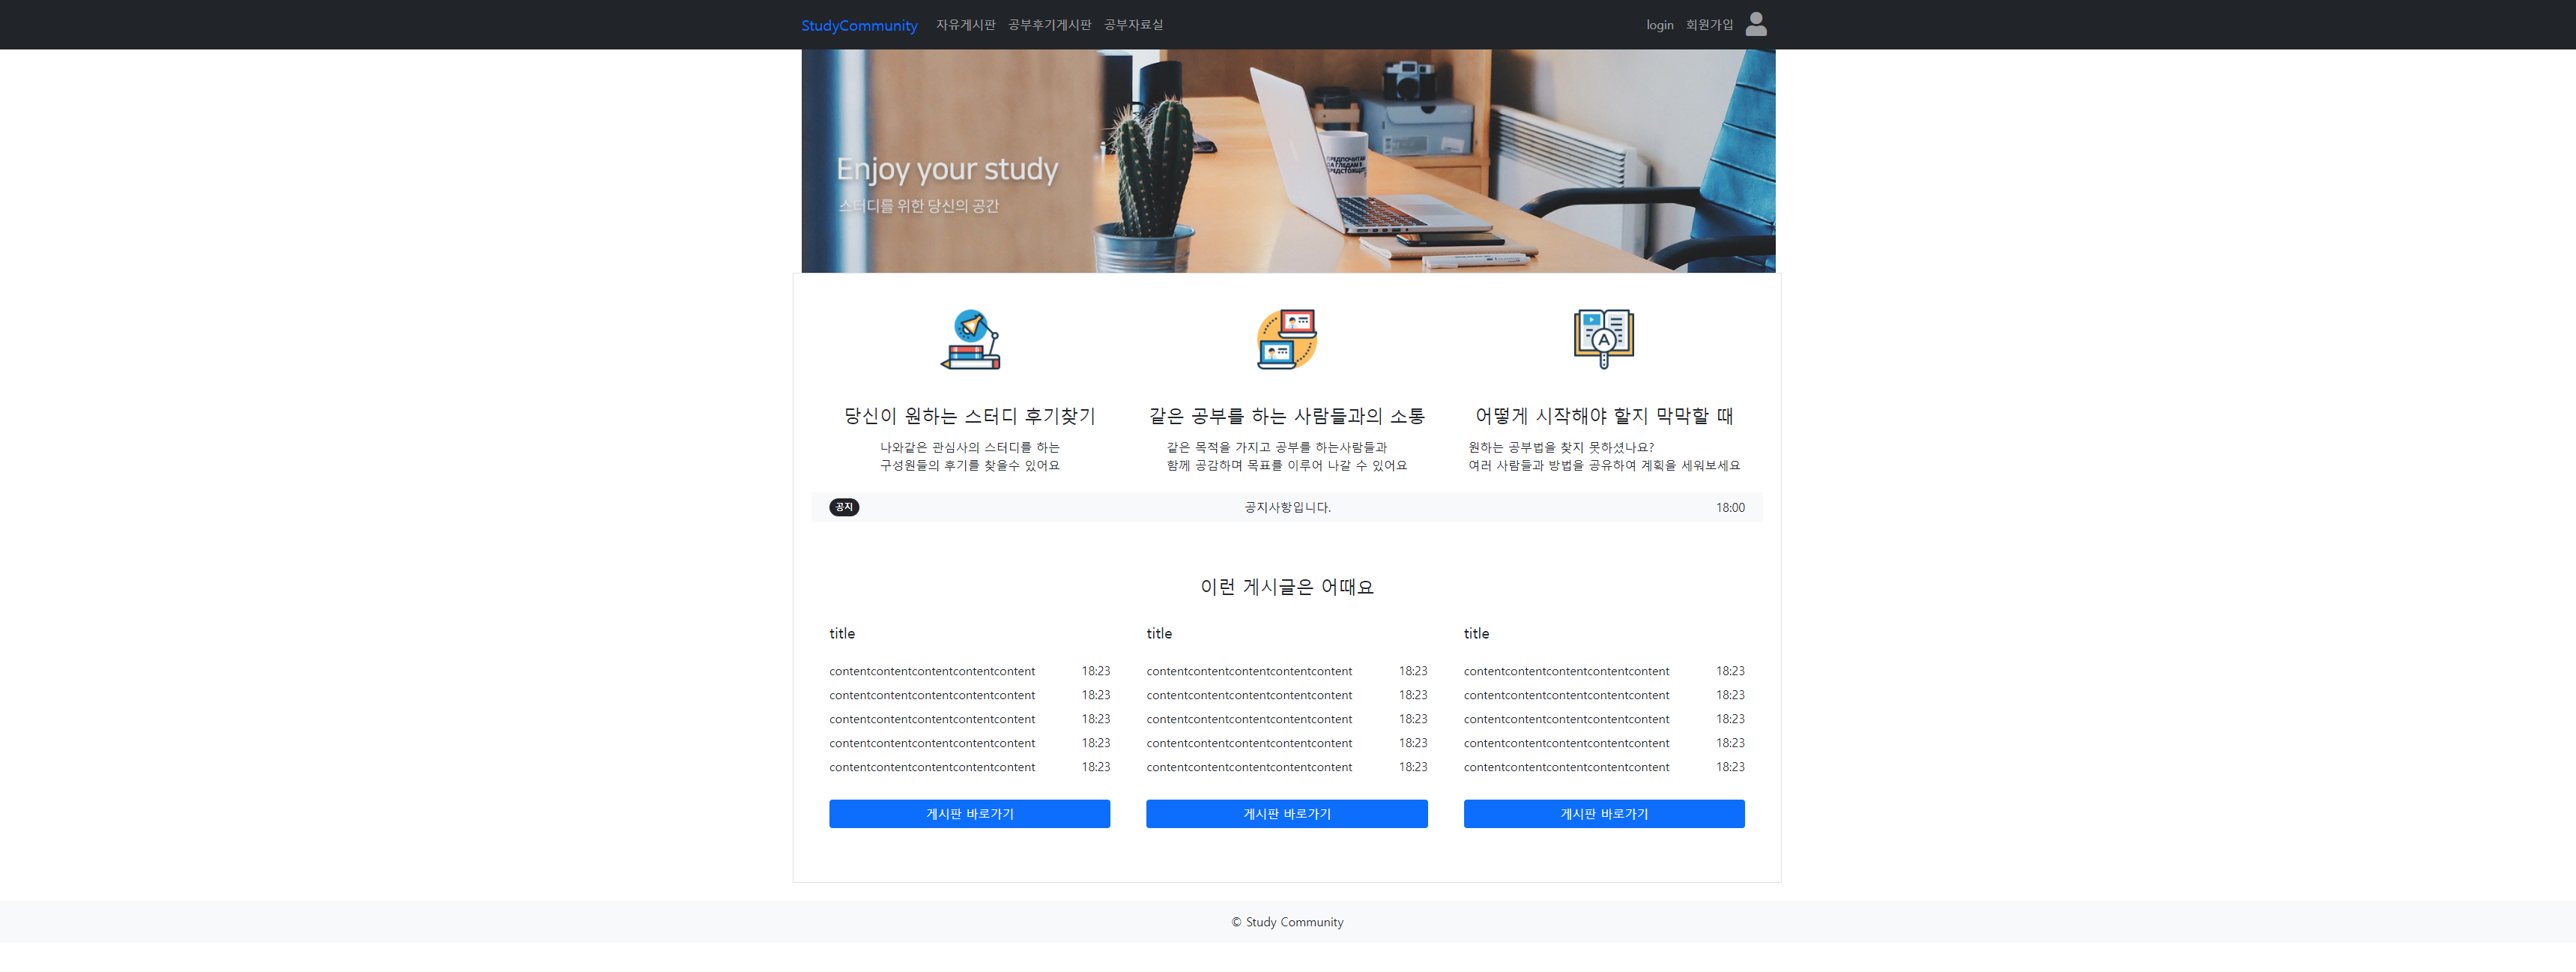 StudyCommunity 자유게시판 공부후기게시판 공부자료실 login 회원가입
Enjoy your study
스터디를 위한 당신의 공간
ПРЕДПОЧИТАМ
ДА ГЛЕДАМ В
ПРЕДСТОЯЩЕТО
당신이 원하는 스터디 후기찾기
나와같은 관심사의 스터디를 하는
구성원들의 후기를 찾을수 있어요
같은 공부를 하는 사람들과의 소통
같은 목적을 가지고 공부를 하는사람들과
함께 공감하며 목표를 이루어 나갈 수 있어요
A
어떻게 시작해야 할지 막막할 때
원하는 공부법을 찾지 못하셨나요?
여러 사람들과 방법을 공유하여 계획을 세워보세요
공지 공지사항입니다. 18:00
이런 게시글은 어때요
title
contentcontentcontentcontentcontent 18:23
contentcontentcontentcontentcontent 18:23
contentcontentcontentcontentcontent 18:23
contentcontentcontentcontentcontent 18:23
contentcontentcontentcontentcontent 18:23
게시판 바로가기
title
contentcontentcontentcontentcontent 18:23
contentcontentcontentcontentcontent 18:23
contentcontentcontentcontentcontent 18:23
contentcontentcontentcontentcontent 18:23
contentcontentcontentcontentcontent 18:23
게시판 바로가기
title
contentcontentcontentcontentcontent 18:23
contentcontentcontentcontentcontent 18:23
contentcontentcontentcontentcontent 18:23
contentcontentcontentcontentcontent 18:23
contentcontentcontentcontentcontent 18:23
게시판 바로가기
© Study Community